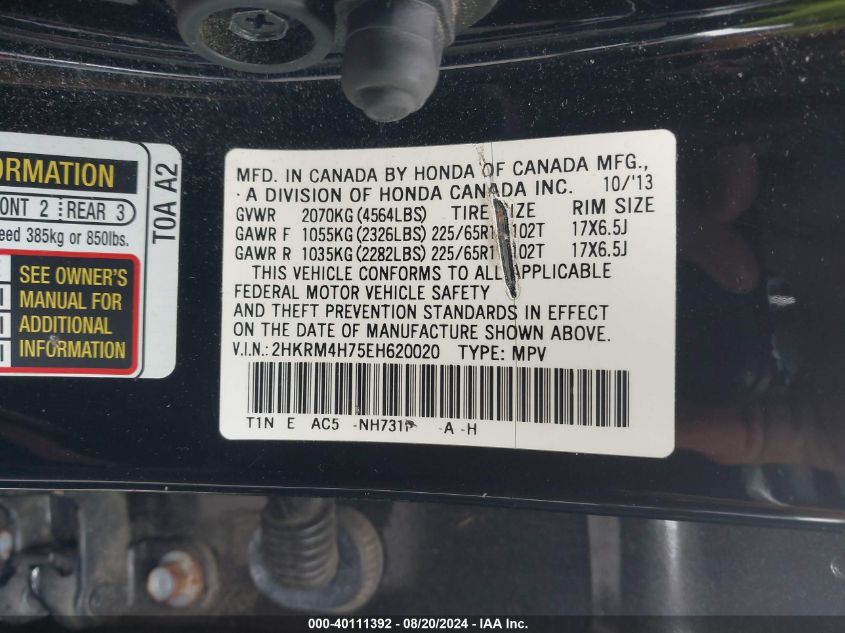 ORMATION
ONT 2 REAR 3
eed 385kg or 850lbs.
SEE OWNER'S
MANUAL FOR
ADDITIONAL
INFORMATION
T0A A2
MFD. IN CANADA BY HONDA OF CANADA MFG.,
A DIVISION OF HONDA CANADA INC. 10/'13
GVWR 2070KG (4564LBS) TIRE SIZE RIM SIZE
GAWR F 1055KG (2326LBS) 225/65R1 102T 17X6.5J
GAWR R 1035KG (2282LBS) 225/65R1 102T 17X6.5J
THIS VEHICLE CONFORMS TO ALL APPLICABLE
FEDERAL MOTOR VEHICLE SAFETY
AND THEFT PREVENTION STANDARDS IN EFFECT
ON THE DATE OF MANUFACTURE SHOWN ABOVE.
V.I.N.: 2HKRM4H75EH620020 TYPE: MPV
T1N E AC5 -NH731P -A -H
000-40111392 - 08/20/2024 - IAA Inc.